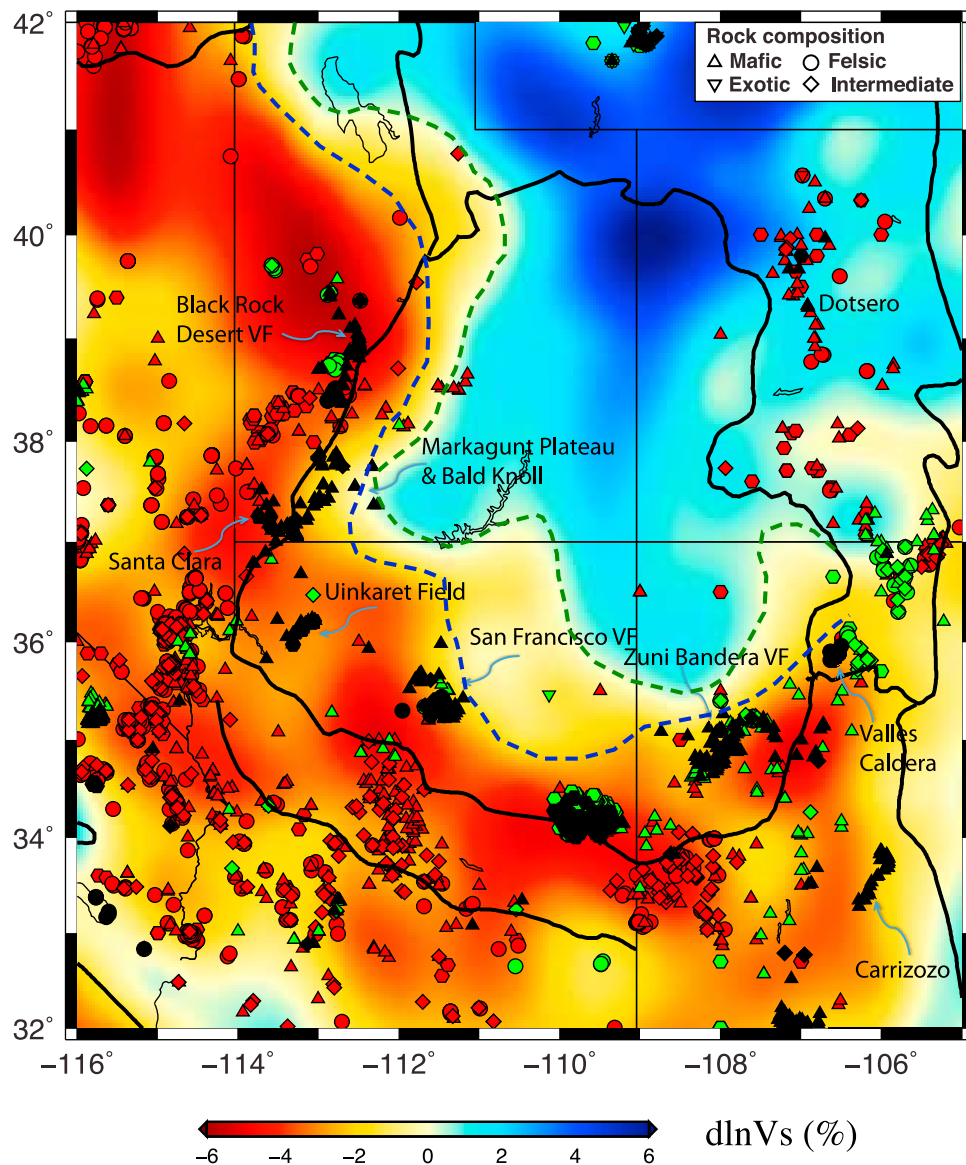 42°
40°
38°
36°
34°
32°
Rock composition
Mafic Felsic
Exotic Intermediate
Black Rock
Desert VF
Dotsero
Markagunt Plateau
& Bald Knoll
Santa Clara
Uinkaret Field
San Francisco VF
Zuni Bandera VF
Valles
Caldera
Carrizozo
−116° −114° −112° −110° −108° −106°
−6 −4 −2 0 2 4 6
dlnVs (%)